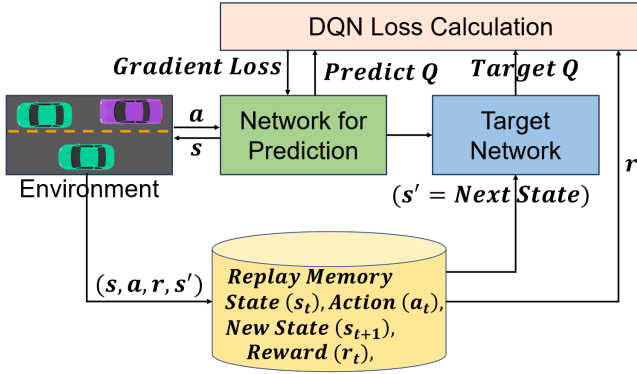 DQN Loss Calculation
Gradient Loss
Predict Q
Target Q
a
s
Network for
Prediction
Target
Network
Environment
(s' = Next State)
r
(s, a, r, s')
Replay Memory
State (s_t), Action (a_t),
New State (s_{t+1}),
Reward (r_t),